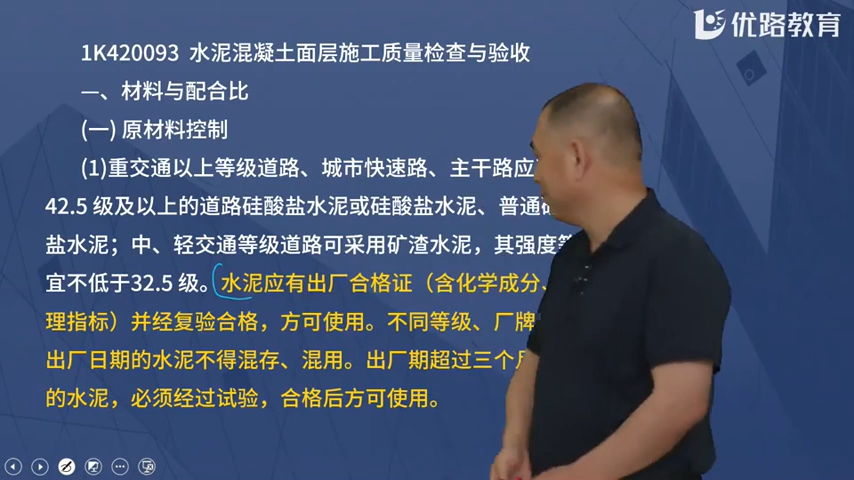 优路教育
1K420093 水泥混凝土面层施工质量检查与验收
一、材料与配合比
(一) 原材料控制
(1)重交通以上等级道路、城市快速路、主干路应
42.5 级及以上的道路硅酸盐水泥或硅酸盐水泥、普通
盐水泥；中、轻交通等级道路可采用矿渣水泥，其强度
宜不低于32.5 级。水泥应有出厂合格证（含化学成分、
理指标）并经复验合格，方可使用。不同等级、厂牌
出厂日期的水泥不得混存、混用。出厂期超过三个
的水泥，必须经过试验，合格后方可使用。